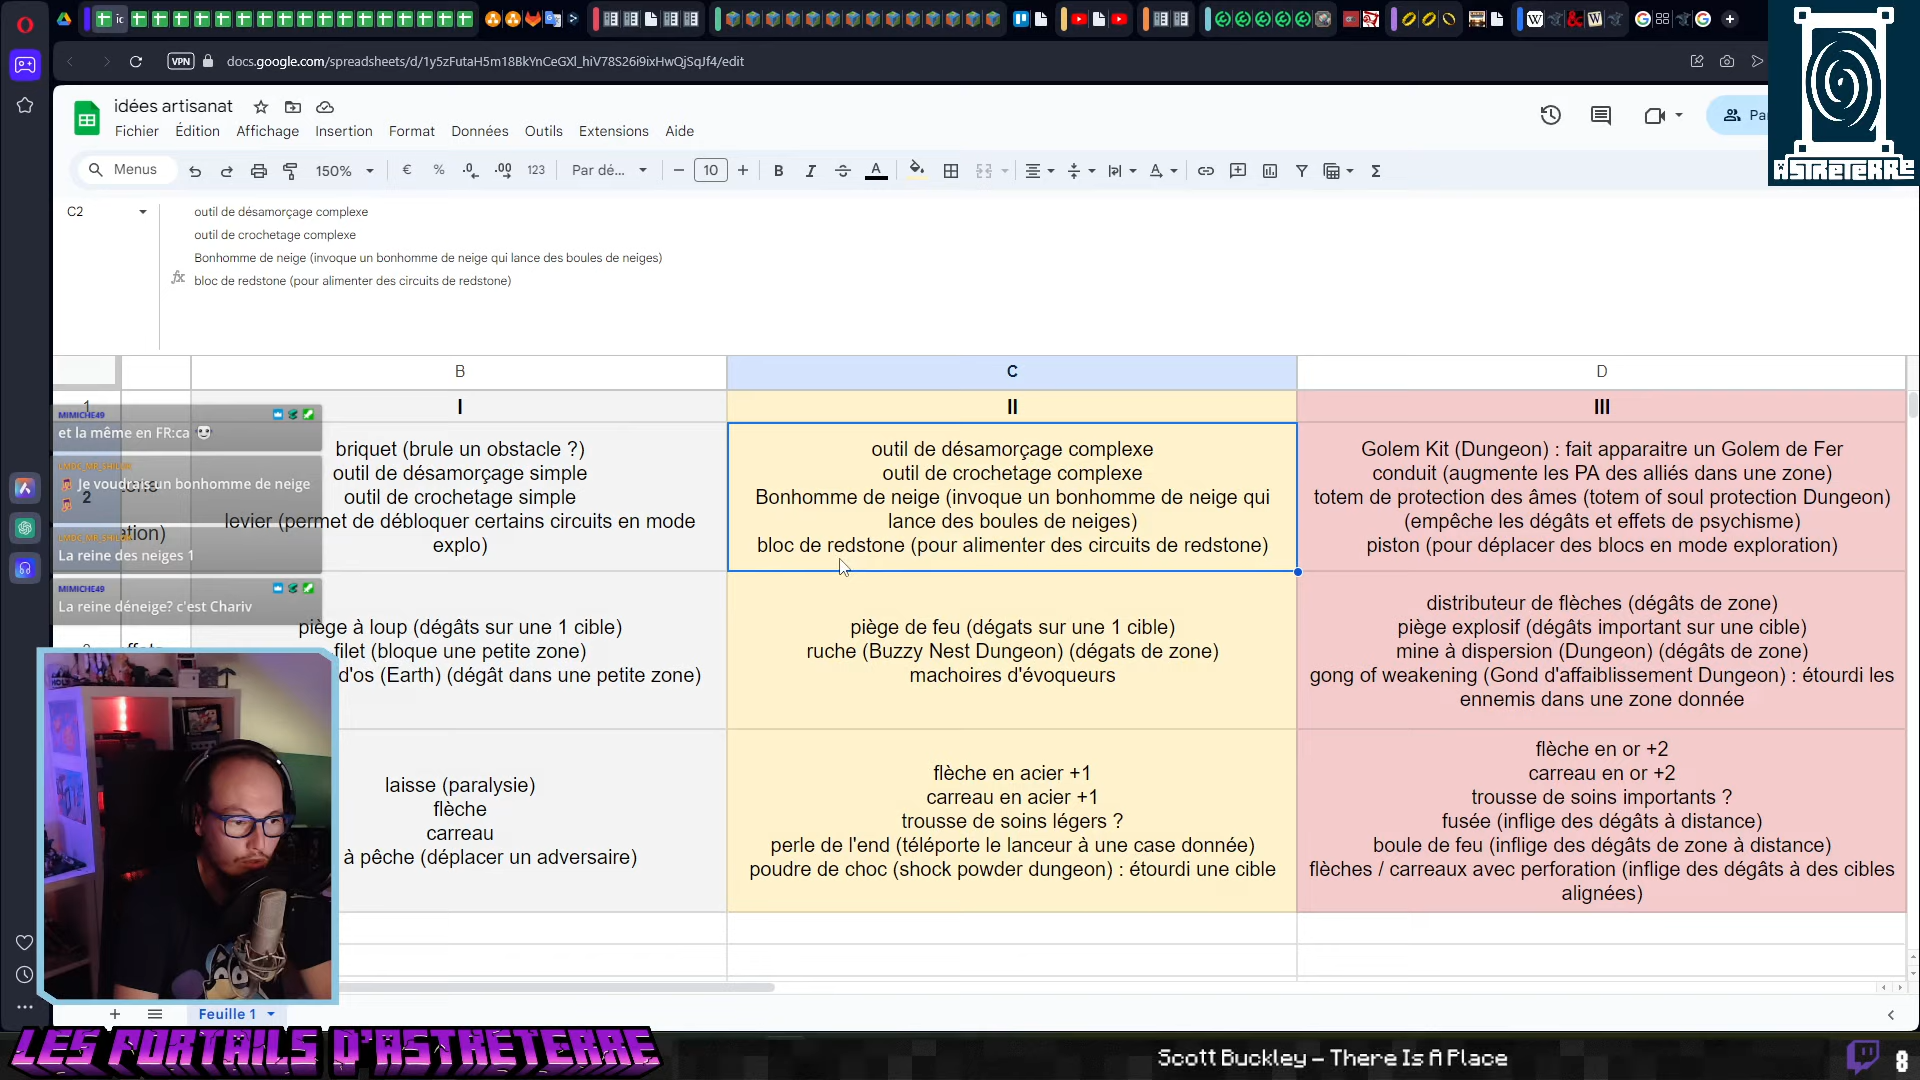 ic
VPN
docs.google.com/spreadsheets/d/1y5zFutaH5m18BkYnCeGXl_hiV78S26i9ixHwQjSqJf4/edit
ASTRETERRE
idées artisanat
Fichier
Édition
Affichage
Insertion
Format
Données
Outils
Extensions
Aide
Menus
150%
€
%
.0
.00
123
Par dé...
10
C2
outil de désamorçage complexe
outil de crochetage complexe
Bonhomme de neige (invoque un bonhomme de neige qui lance des boules de neiges)
bloc de redstone (pour alimenter des circuits de redstone)
B
C
D
1
I
II
III
MIMICHE49
et la même en FR:ca
Je voudrais un bonhomme de neige
La reine des neiges 1
MIMICHE49
La reine déneige? c'est Chariv
2
briquet (brule un obstacle ?)
outil de désamorçage simple
outil de crochetage simple
levier (permet de débloquer certains circuits en mode
explo)
outil de désamorçage complexe
outil de crochetage complexe
Bonhomme de neige (invoque un bonhomme de neige qui
lance des boules de neiges)
bloc de redstone (pour alimenter des circuits de redstone)
Golem Kit (Dungeon) : fait apparaitre un Golem de Fer
conduit (augmente les PA des alliés dans une zone)
totem de protection des âmes (totem of soul protection Dungeon)
(empêche les dégâts et effets de psychisme)
piston (pour déplacer des blocs en mode exploration)
piège à loup (dégâts sur une 1 cible)
filet (bloque une petite zone)
d'os (Earth) (dégât dans une petite zone)
piège de feu (dégats sur une 1 cible)
ruche (Buzzy Nest Dungeon) (dégats de zone)
machoires d'évoqueurs
distributeur de flèches (dégâts de zone)
piège explosif (dégâts important sur une cible)
mine à dispersion (Dungeon) (dégâts de zone)
gong of weakening (Gond d'affaiblissement Dungeon) : étourdi les
ennemis dans une zone donnée
laisse (paralysie)
flèche
carreau
à pêche (déplacer un adversaire)
flèche en acier +1
carreau en acier +1
trousse de soins légers ?
perle de l'end (téléporte le lanceur à une case donnée)
poudre de choc (shock powder dungeon) : étourdi une cible
flèche en or +2
carreau en or +2
trousse de soins importants ?
fusée (inflige des dégâts à distance)
boule de feu (inflige des dégâts de zone à distance)
flèches / carreaux avec perforation (inflige des dégâts à des cibles
alignées)
Feuille 1
LES PORTAILS D'ASTRETERRE
Scott Buckley – There Is A Place
8